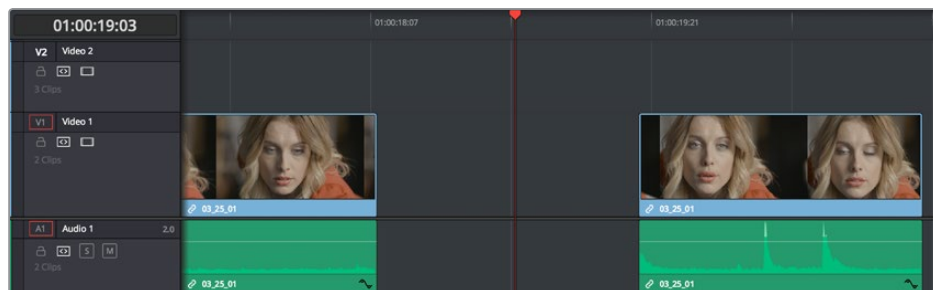 01:00:19:03
01:00:18:07
01:00:19:21
V2 Video 2
3 Clips
V1 Video 1
2 Clips
03_25_01
03_25_01
A1 Audio 1 2.0
S M
2 Clips
03_25_01
03_25_01